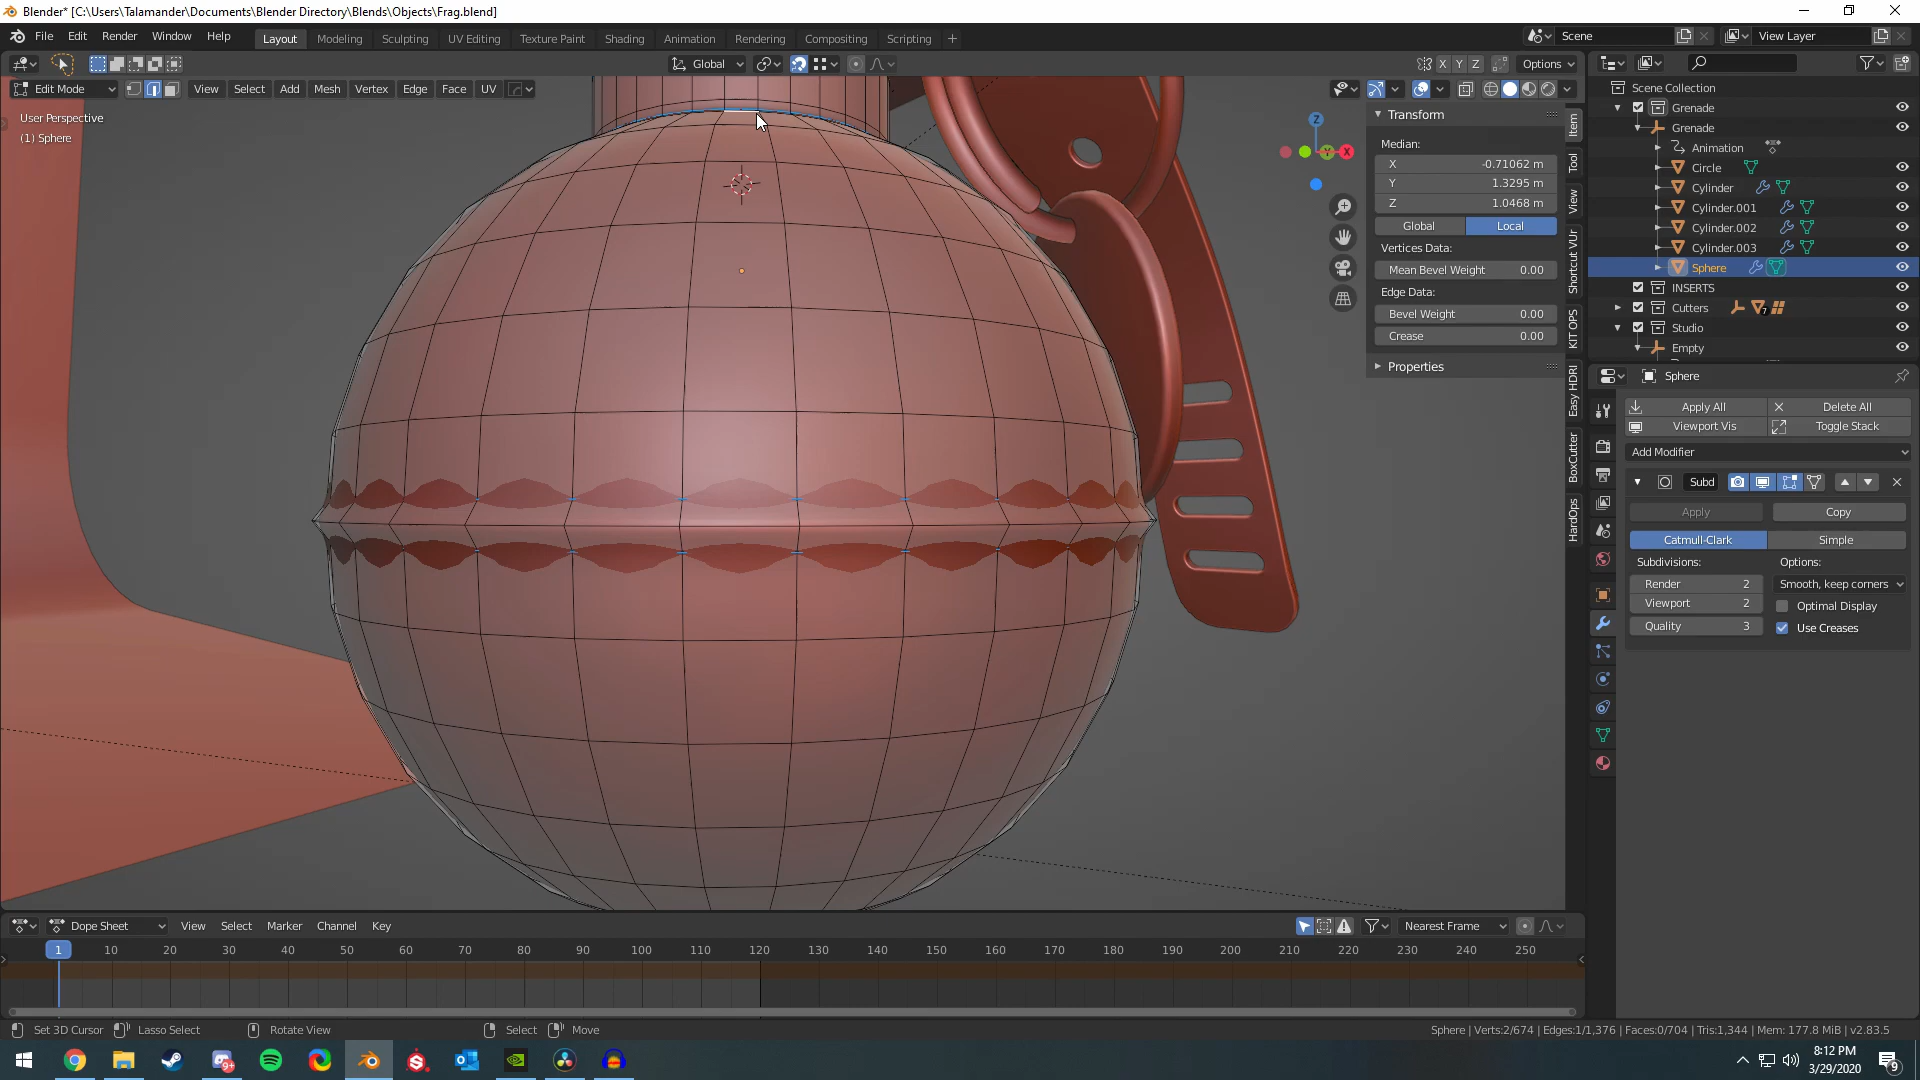 Blender* [C:\Users\Talamander\Documents\Blender Directory\Blends\Objects\Frag.blend]
File Edit Render Window Help Layout Modeling Sculpting UV Editing Texture Paint Shading Animation Rendering Compositing Scripting + Scene View Layer
Global X Y Z Options
Edit Mode View Select Add Mesh Vertex Edge Face UV
User Perspective
(1) Sphere
Z
Y X
Transform
Median:
X -0.71062 m
Y 1.3295 m
Z 1.0468 m
Global Local
Vertices Data:
Mean Bevel Weight 0.00
Edge Data:
Bevel Weight 0.00
Crease 0.00
Properties
Item
Tool
View
Shortcut VUr
KIT OPS
Easy HDRI
BoxCutter
HardOps
Scene Collection
Grenade
Grenade
Animation
Circle
Cylinder
Cylinder.001
Cylinder.002
Cylinder.003
Sphere
INSERTS
Cutters 7
Studio
Empty
Sphere
Apply All Delete All
Viewport Vis Toggle Stack
Add Modifier
Subd
Apply Copy
Catmull-Clark Simple
Subdivisions: Options:
Render 2 Smooth, keep corners
Viewport 2 Optimal Display
Quality 3 Use Creases
Dope Sheet View Select Marker Channel Key Nearest Frame
1 10 20 30 40 50 60 70 80 90 100 110 120 130 140 150 160 170 180 190 200 210 220 230 240 250
Set 3D Cursor Lasso Select Rotate View Select Move Sphere | Verts:2/674 | Edges:1/1,376 | Faces:0/704 | Tris:1,344 | Mem: 177.8 MiB | v2.83.5
9+
8:12 PM
3/29/2020
9